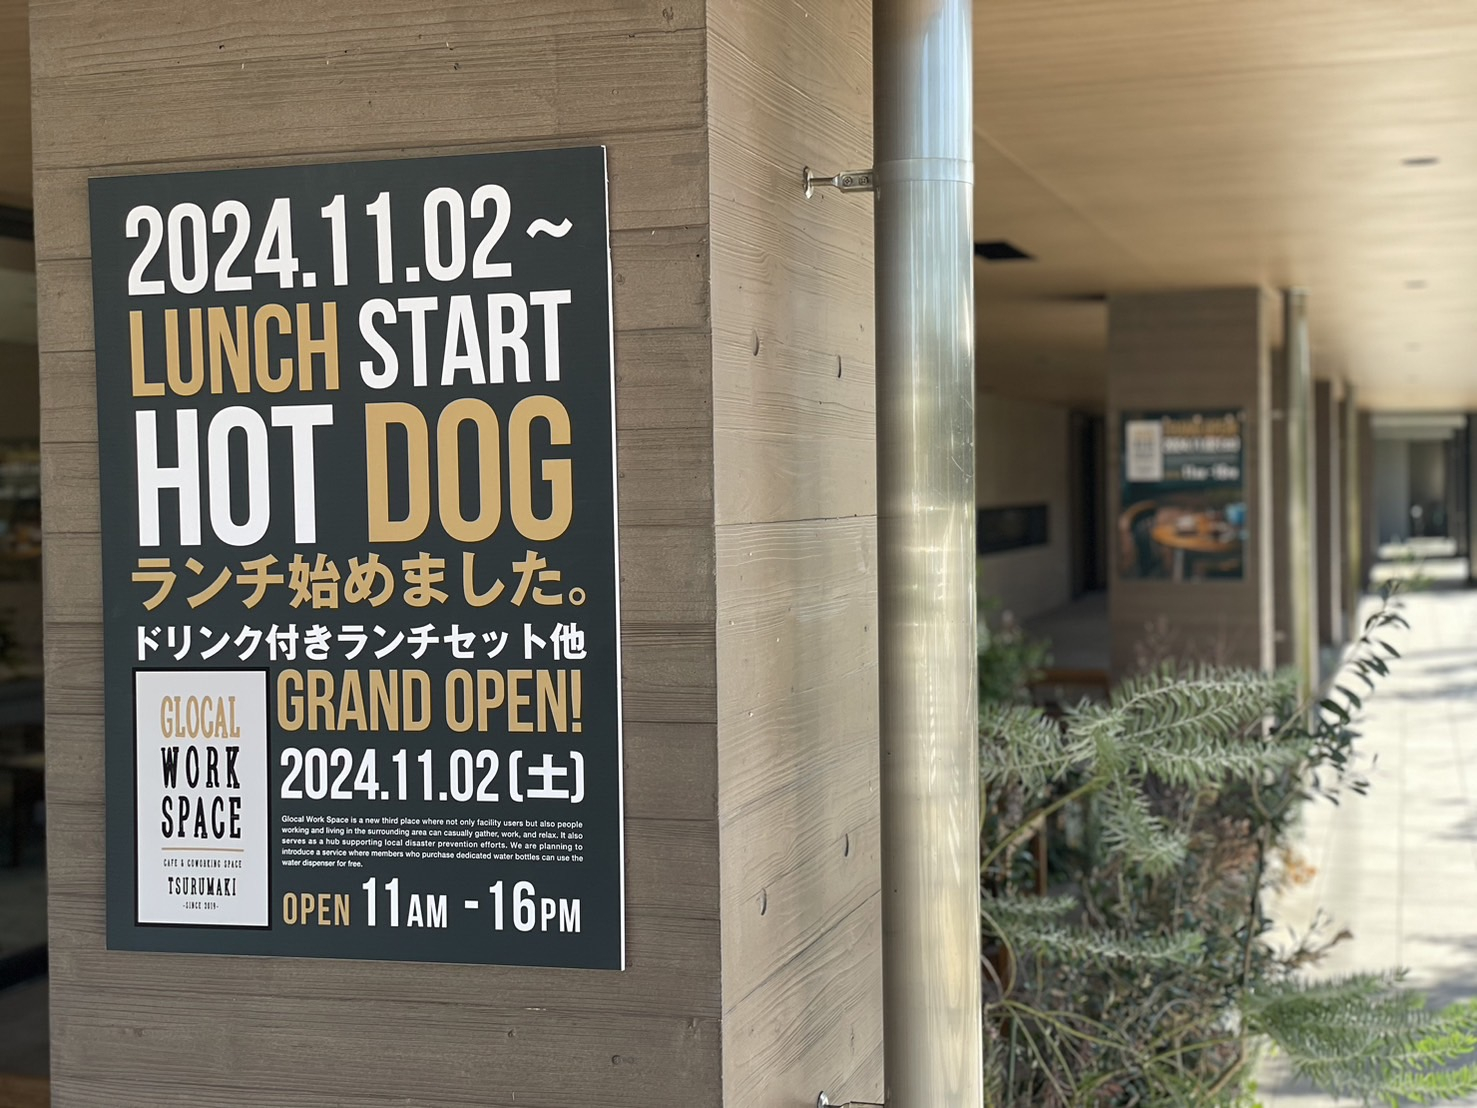 2024.11.02~
LUNCH START
HOT DOG
ランチ始めました。
ドリンク付きランチセット他
GRAND OPEN!
2024.11.02(土)
Glocal Work Space is a new third place where not only facility users but also people
working and living in the surrounding area can casually gather, work, and relax. It also
serves as a hub supporting local disaster prevention efforts. We are planning to
introduce a service where members who purchase dedicated water bottles can use the
water dispenser for free.
OPEN 11AM - 16PM
GLOCAL
WORK
SPACE
CAFE & COWORKING SPACE
TSURUMAKI
-SINCE 2019-